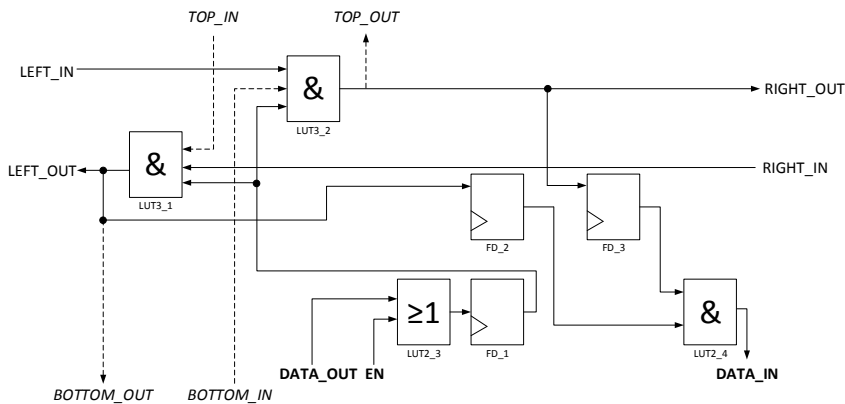 TOP_IN
TOP_OUT
LEFT_IN
&
RIGHT_OUT
LUT3_2
&
LEFT_OUT
RIGHT_IN
LUT3_1
FD_2
FD_3
≥1
&
LUT2_3
FD_1
LUT2_4
DATA_OUT EN
DATA_IN
BOTTOM_OUT
BOTTOM_IN